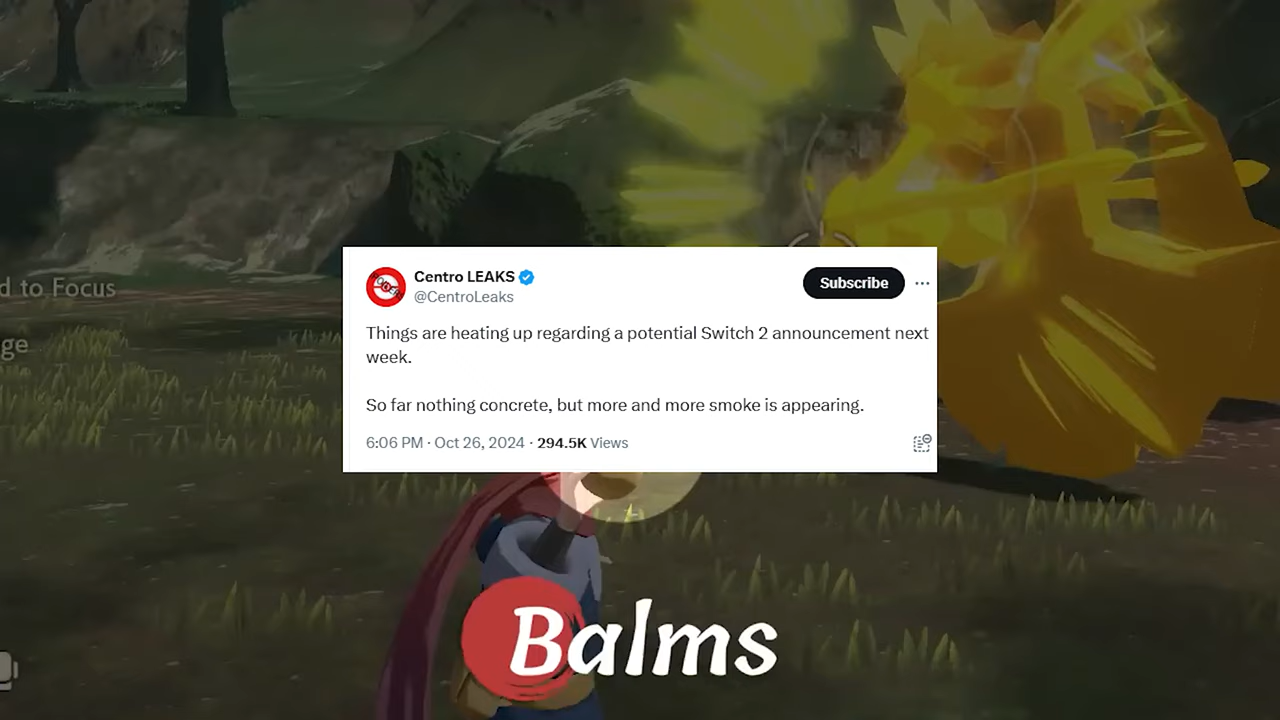 d to Focus
ge
Centro LEAKS
@CentroLeaks
Subscribe
Things are heating up regarding a potential Switch 2 announcement next
week.
So far nothing concrete, but more and more smoke is appearing.
6:06 PM · Oct 26, 2024 · 294.5K Views
Balms